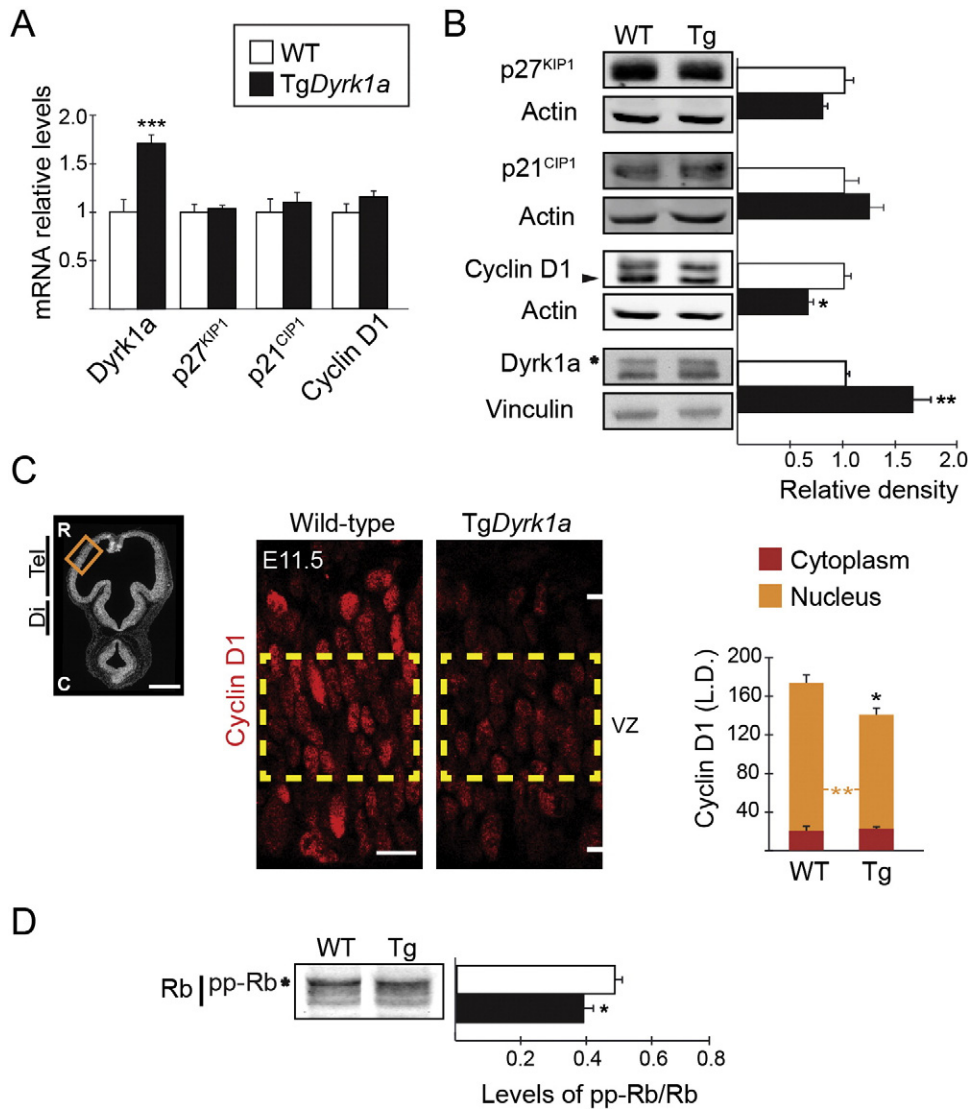 A
WT
TgDyrk1a
mRNA relative levels
2.0
1.5
1
0.5
***
Dyrk1a
p27KIP1
p21CIP1
Cyclin D1
B
WT Tg
p27KIP1
Actin
p21CIP1
Actin
Cyclin D1
*
Actin
Dyrk1a *
**
Vinculin
0.5 1.0 1.5 2.0
Relative density
C
R
Tel
Di
C
Wild-type
TgDyrk1a
E11.5
Cyclin D1
VZ
Cytoplasm
Nucleus
Cyclin D1 (L.D.)
200
160
120
80
40
*
**
WT Tg
D
WT Tg
Rb pp-Rb*
*
0.2 0.4 0.6 0.8
Levels of pp-Rb/Rb